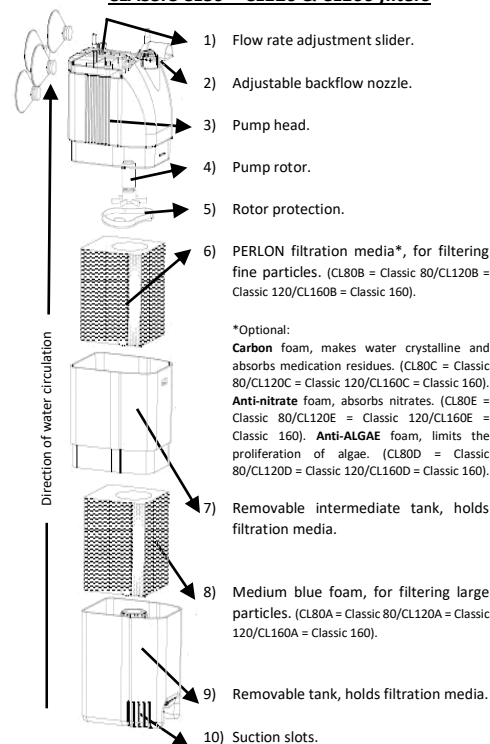 CLASSIC CL80 – CL120 & CL160 filters
1) Flow rate adjustment slider.
2) Adjustable backflow nozzle.
3) Pump head.
4) Pump rotor.
5) Rotor protection.
6) PERLON filtration media*, for filtering
fine particles. (CL80B = Classic 80/CL120B =
Classic 120/CL160B = Classic 160).
*Optional:
Carbon foam, makes water crystalline and
absorbs medication residues. (CL80C = Classic
80/CL120C = Classic 120/CL160C = Classic 160).
Anti-nitrate foam, absorbs nitrates. (CL80E =
Classic 80/CL120E = Classic 120/CL160E =
Classic 160). Anti-ALGAE foam, limits the
proliferation of algae. (CL80D = Classic
80/CL120D = Classic 120/CL160D = Classic 160).
Direction of water circulation
7) Removable intermediate tank, holds
filtration media.
8) Medium blue foam, for filtering large
particles. (CL80A = Classic 80/CL120A = Classic
120/CL160A = Classic 160).
9) Removable tank, holds filtration media.
10) Suction slots.